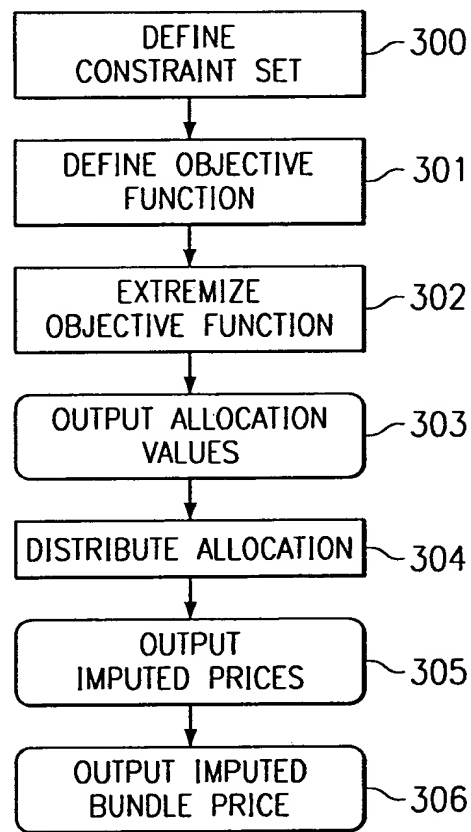 DEFINE
CONSTRAINT SET
300
DEFINE OBJECTIVE
FUNCTION
301
EXTREMIZE
OBJECTIVE FUNCTION
302
OUTPUT ALLOCATION
VALUES
303
DISTRIBUTE ALLOCATION
304
OUTPUT
IMPUTED PRICES
305
OUTPUT IMPUTED
BUNDLE PRICE
306